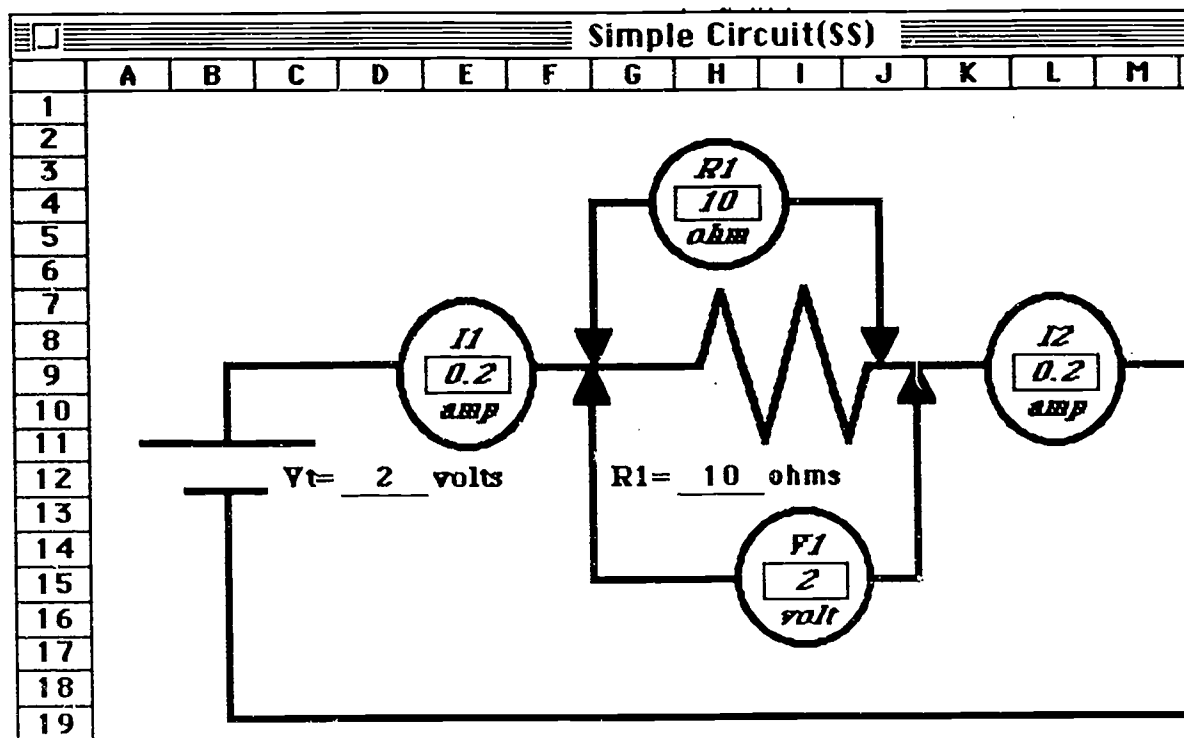 Simple Circuit(SS)
A B C D E F G H I J K L M
1
2
3
4
5
6
7
8
9
10
11
12
13
14
15
16
17
18
19
R1
10
ohm
I1
0.2
amp
I2
0.2
amp
Vt= 2 volts
R1= 10 ohms
V1
2
volt